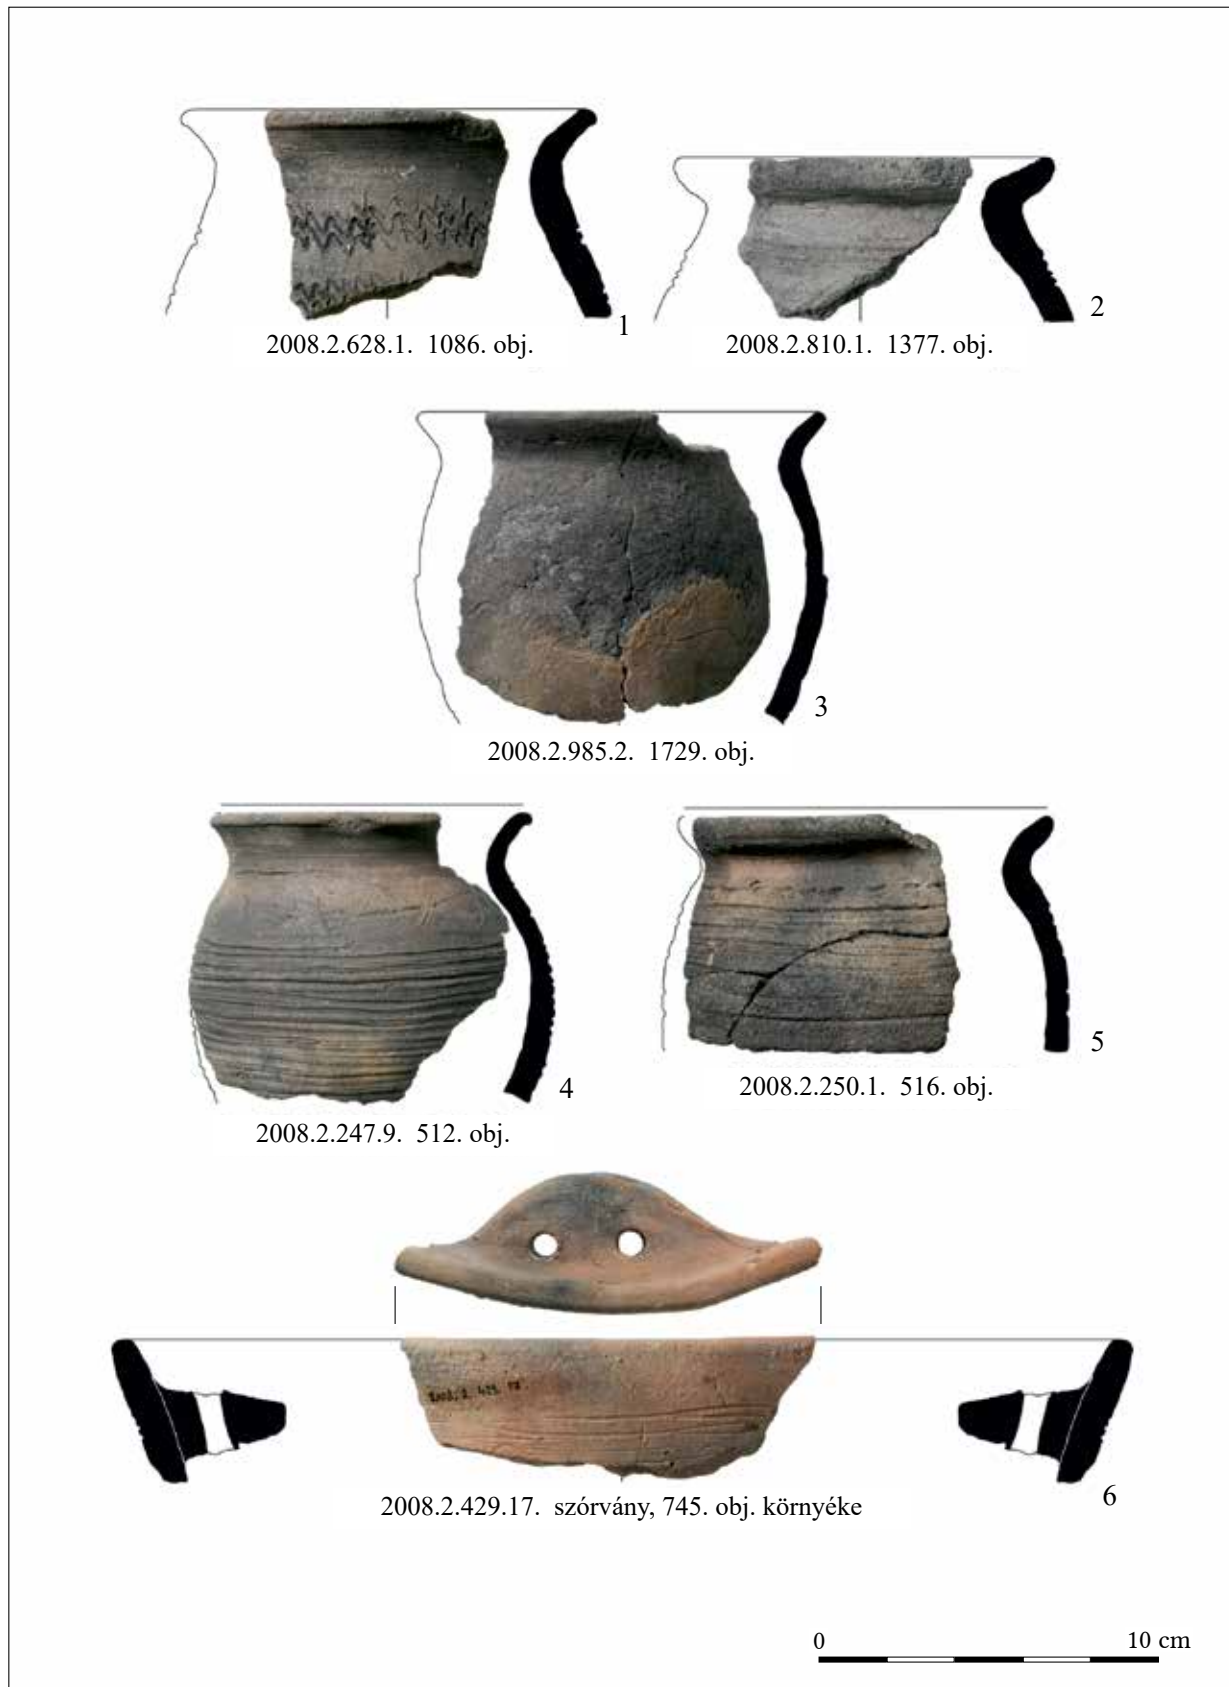 1
2008.2.628.1. 1086. obj.
2
2008.2.810.1. 1377. obj.
3
2008.2.985.2. 1729. obj.
4
2008.2.247.9. 512. obj.
5
2008.2.250.1. 516. obj.
6
2008.2.429.17. szórvány, 745. obj. környéke
0 10 cm